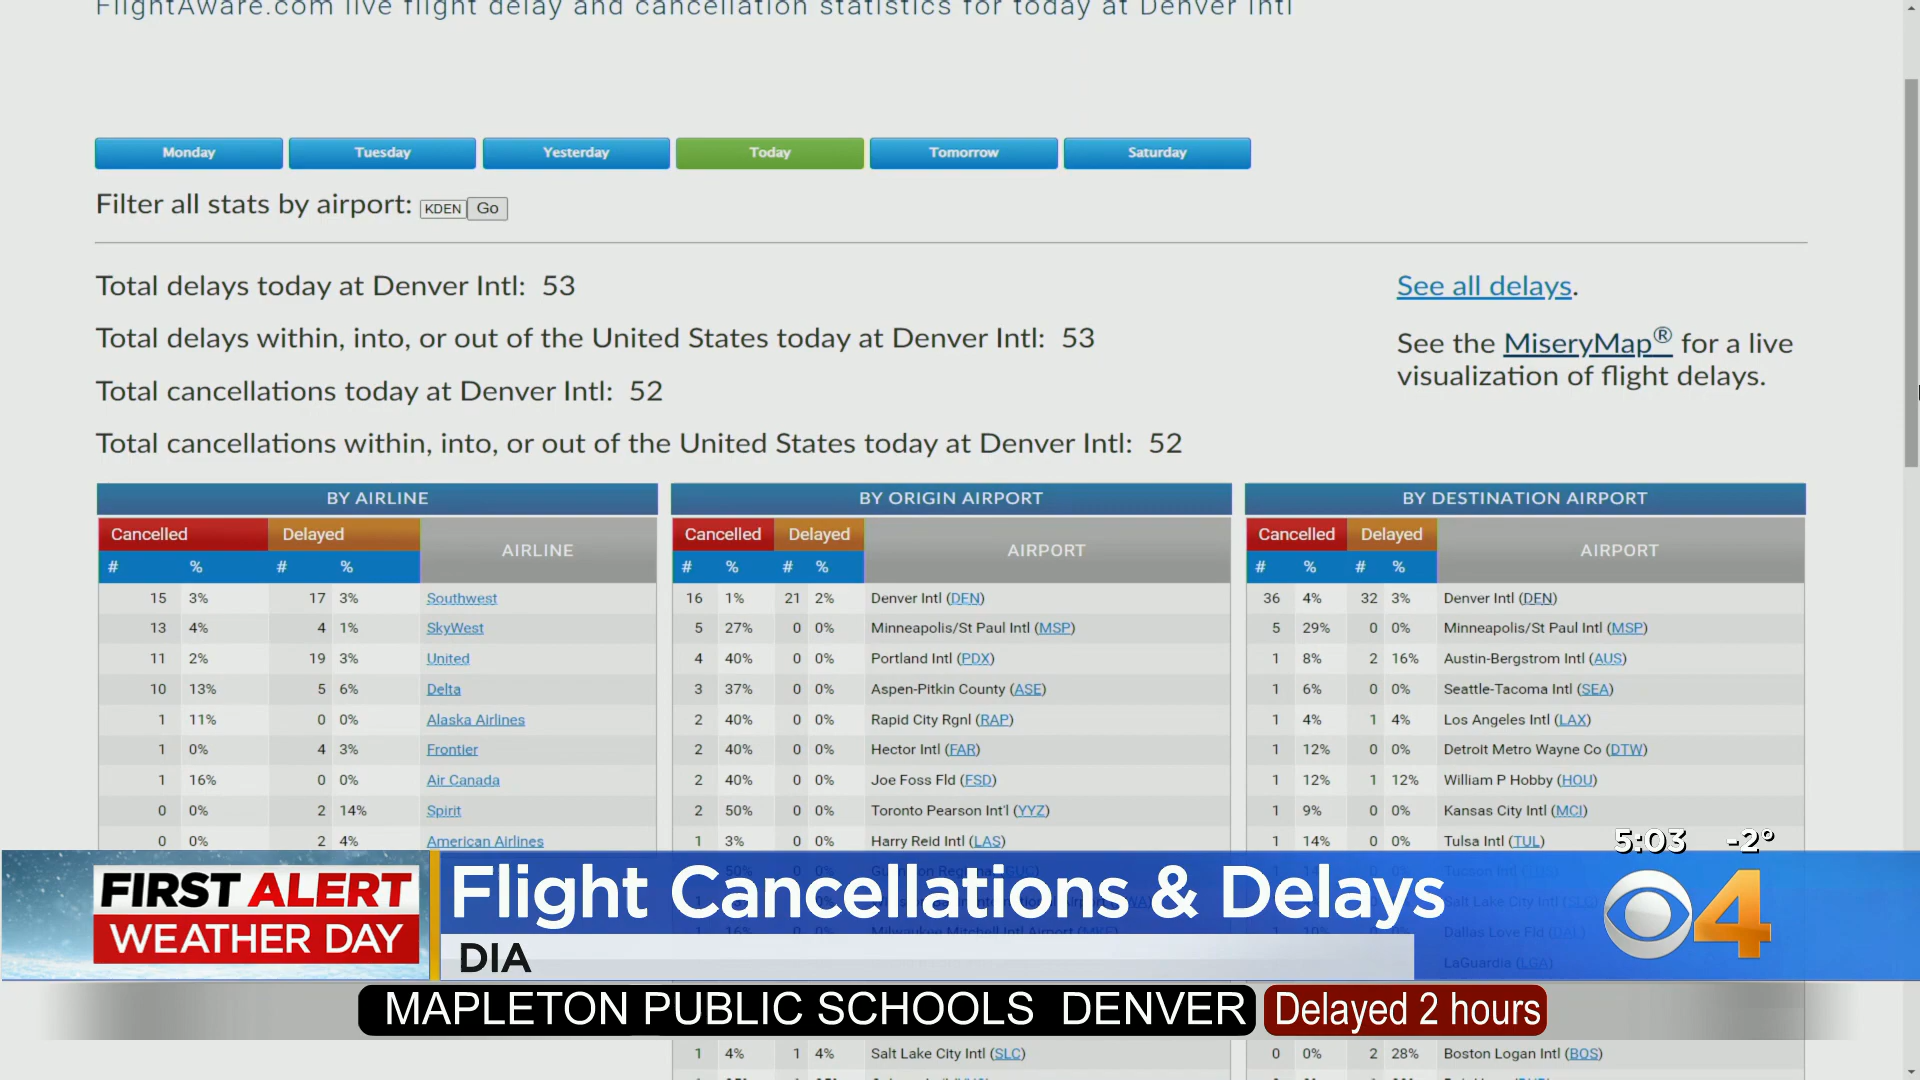 FlightAware.com live flight delay and cancellation statistics for today at Denver Intl
Monday Tuesday Yesterday Today Tomorrow Saturday
Filter all stats by airport: KDEN Go
Total delays today at Denver Intl: 53
See all delays.
Total delays within, into, or out of the United States today at Denver Intl: 53
See the MiseryMap® for a live
visualization of flight delays.
Total cancellations today at Denver Intl: 52
Total cancellations within, into, or out of the United States today at Denver Intl: 52
BY AIRLINE
Cancelled Delayed AIRLINE
# % # %
15 3% 17 3% Southwest
13 4% 4 1% SkyWest
11 2% 19 3% United
10 13% 5 6% Delta
1 11% 0 0% Alaska Airlines
1 0% 4 3% Frontier
1 16% 0 0% Air Canada
0 0% 2 14% Spirit
0 0% 2 4% American Airlines
BY ORIGIN AIRPORT
Cancelled Delayed AIRPORT
# % # %
16 1% 21 2% Denver Intl (DEN)
5 27% 0 0% Minneapolis/St Paul Intl (MSP)
4 40% 0 0% Portland Intl (PDX)
3 37% 0 0% Aspen-Pitkin County (ASE)
2 40% 0 0% Rapid City Rgnl (RAP)
2 40% 0 0% Hector Intl (FAR)
2 40% 0 0% Joe Foss Fld (FSD)
2 50% 0 0% Toronto Pearson Int'l (YYZ)
1 3% 0 0% Harry Reid Intl (LAS)
1 4% 1 4% Salt Lake City Intl (SLC)
BY DESTINATION AIRPORT
Cancelled Delayed AIRPORT
# % # %
36 4% 32 3% Denver Intl (DEN)
5 29% 0 0% Minneapolis/St Paul Intl (MSP)
1 8% 2 16% Austin-Bergstrom Intl (AUS)
1 6% 0 0% Seattle-Tacoma Intl (SEA)
1 4% 1 4% Los Angeles Intl (LAX)
1 12% 0 0% Detroit Metro Wayne Co (DTW)
1 12% 1 12% William P Hobby (HOU)
1 9% 0 0% Kansas City Intl (MCI)
1 14% 0 0% Tulsa Intl (TUL)
Salt Lake City Intl (SLC)
Dallas Love Fld (DAL)
LaGuardia (LGA)
0 0% 2 28% Boston Logan Intl (BOS)
5:03 -2°
FIRST ALERT
WEATHER DAY
Flight Cancellations & Delays
DIA
4
MAPLETON PUBLIC SCHOOLS DENVER Delayed 2 hours